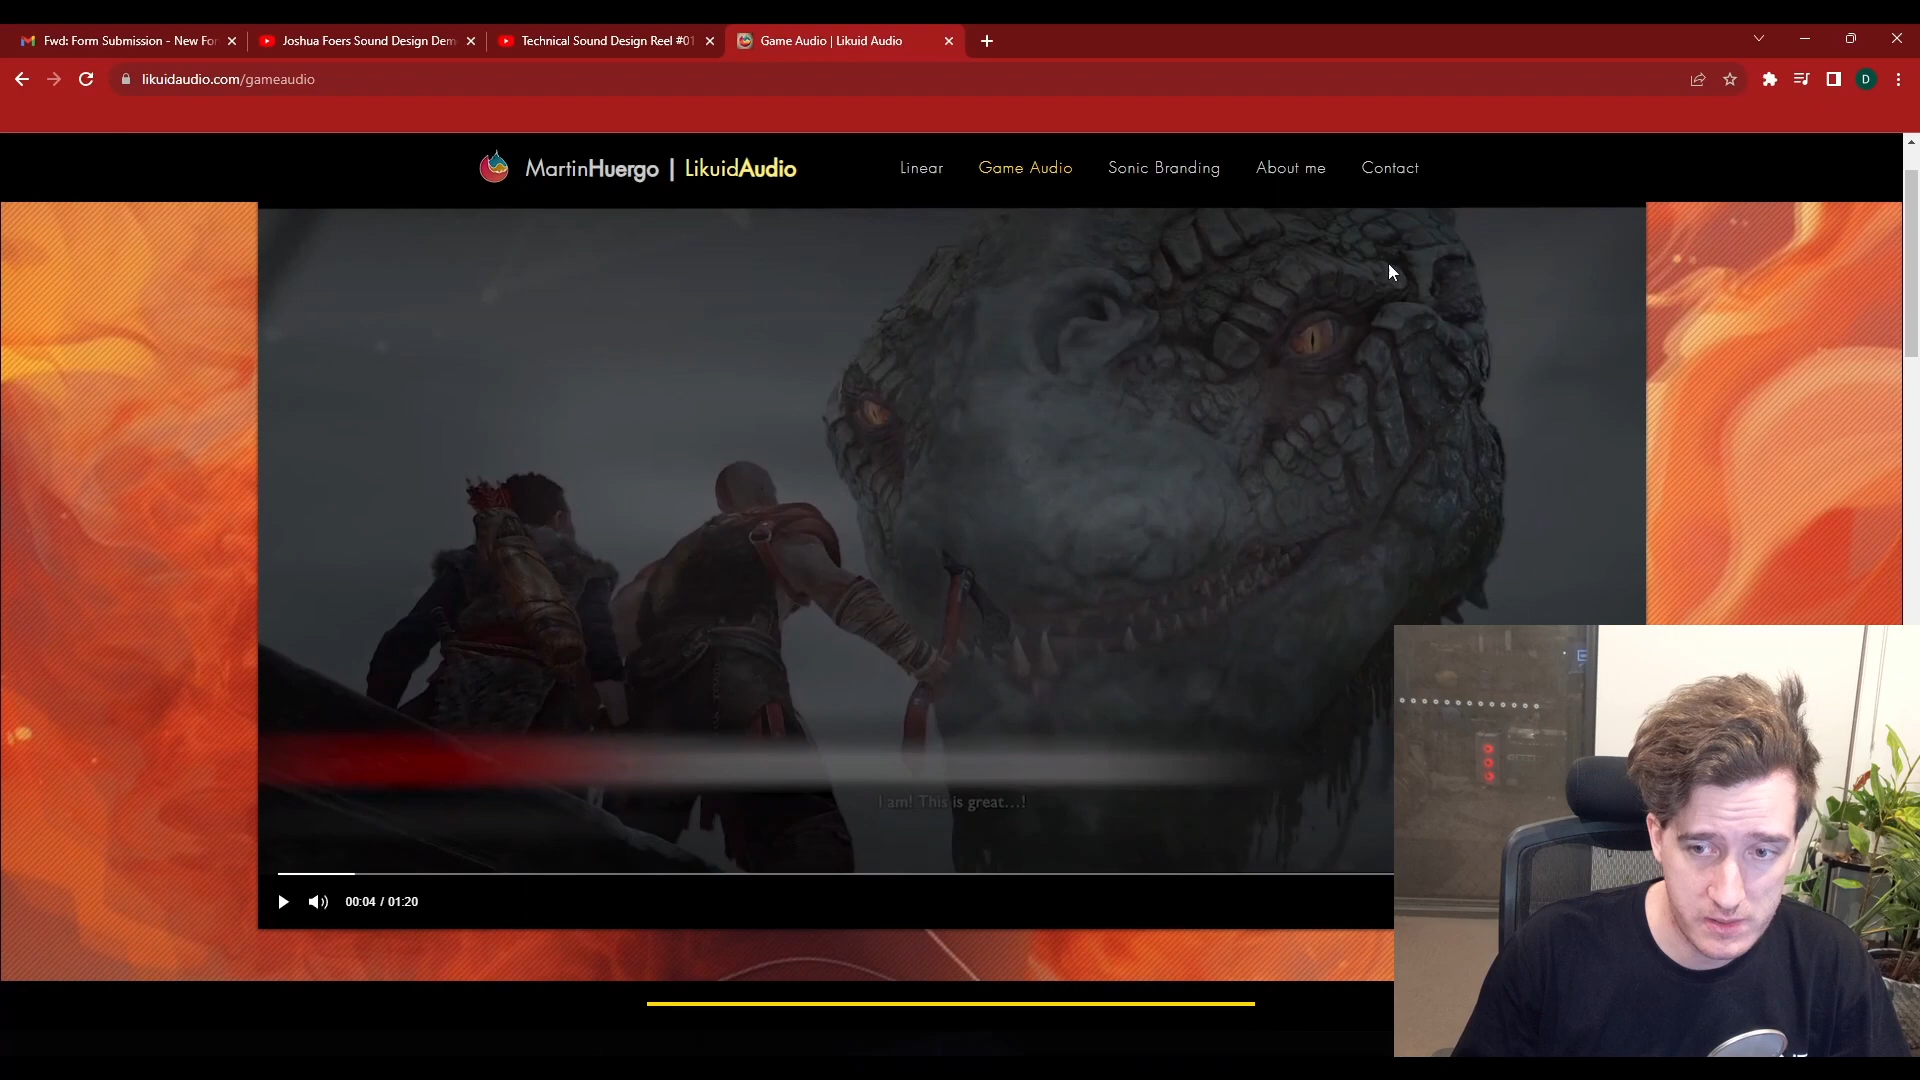 Fwd: Form Submission - New For
Joshua Foers Sound Design Dem
Technical Sound Design Reel #01
Game Audio | Likuid Audio
likuidaudio.com/gameaudio
D
MartinHuergo | LikuidAudio
Linear
Game Audio
Sonic Branding
About me
Contact
I am! This is great...!
00:04 / 01:20